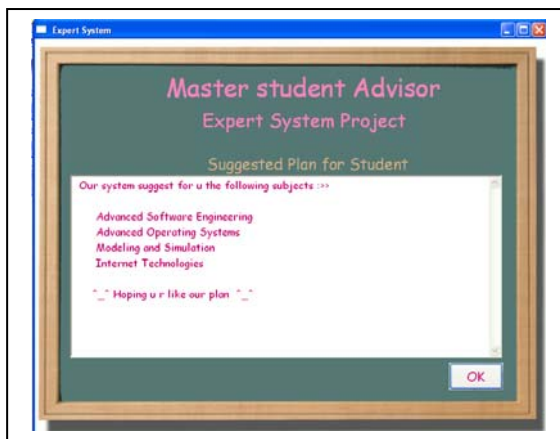 Expert System
Master student Advisor
Expert System Project
Suggested Plan for Student
Our system suggest for u the following subjects :>>
Advanced Software Engineering
Advanced Operating Systems
Modeling and Simulation
Internet Technologies
^_^ Hoping u r like our plan ^_^
OK